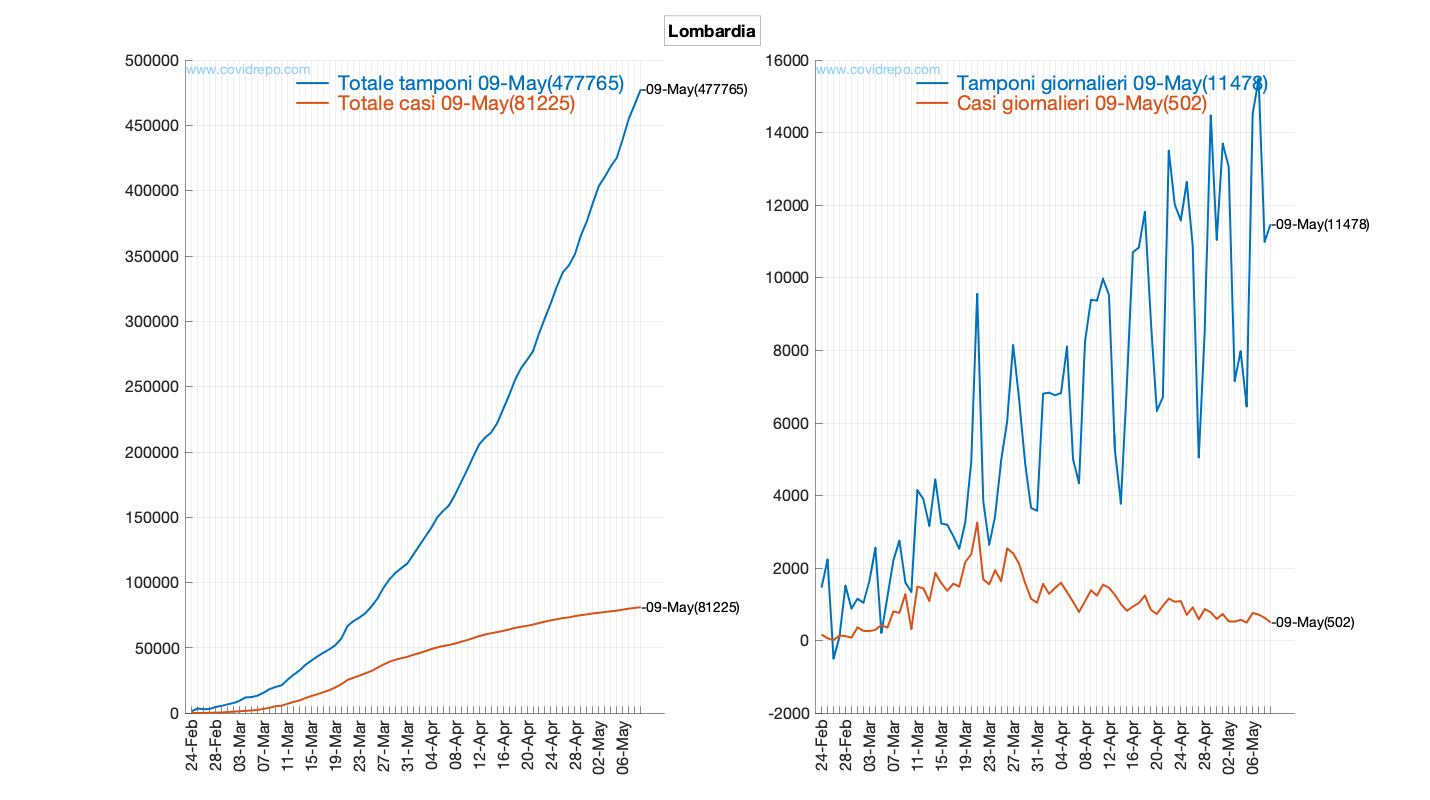 Lombardia
500000
450000
400000
350000
300000
250000
200000
150000
100000
50000
0
www.covidrepo.com
Totale tamponi 09-May(477765)
Totale casi 09-May(81225)
-09-May(477765)
-09-May(81225)
24-Feb
28-Feb
03-Mar
07-Mar
11-Mar
15-Mar
19-Mar
23-Mar
27-Mar
31-Mar
04-Apr
08-Apr
12-Apr
16-Apr
20-Apr
24-Apr
28-Apr
02-May
06-May
16000
14000
12000
10000
8000
6000
4000
2000
0
-2000
www.covidrepo.com
Tamponi giornalieri 09-May(11478)
Casi giornalieri 09-May(502)
-09-May(11478)
-09-May(502)
24-Feb
28-Feb
03-Mar
07-Mar
11-Mar
15-Mar
19-Mar
23-Mar
27-Mar
31-Mar
04-Apr
08-Apr
12-Apr
16-Apr
20-Apr
24-Apr
28-Apr
02-May
06-May